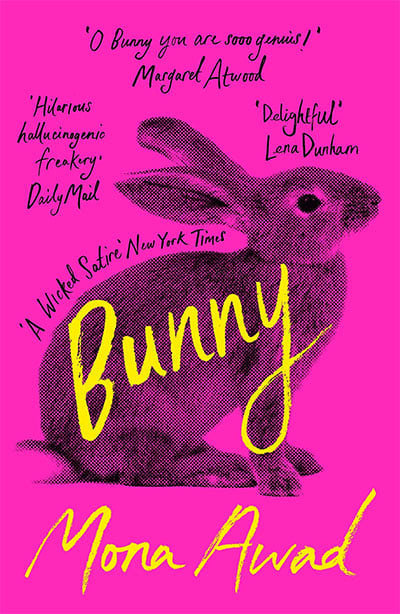 'O Bunny you are sooo genius!'
Margaret Atwood
'Hilarious
hallucinogenic
freakery'
Daily Mail
'Delightful'
Lena Dunham
'A Wicked Satire' New York Times
Bunny
Mona Awad